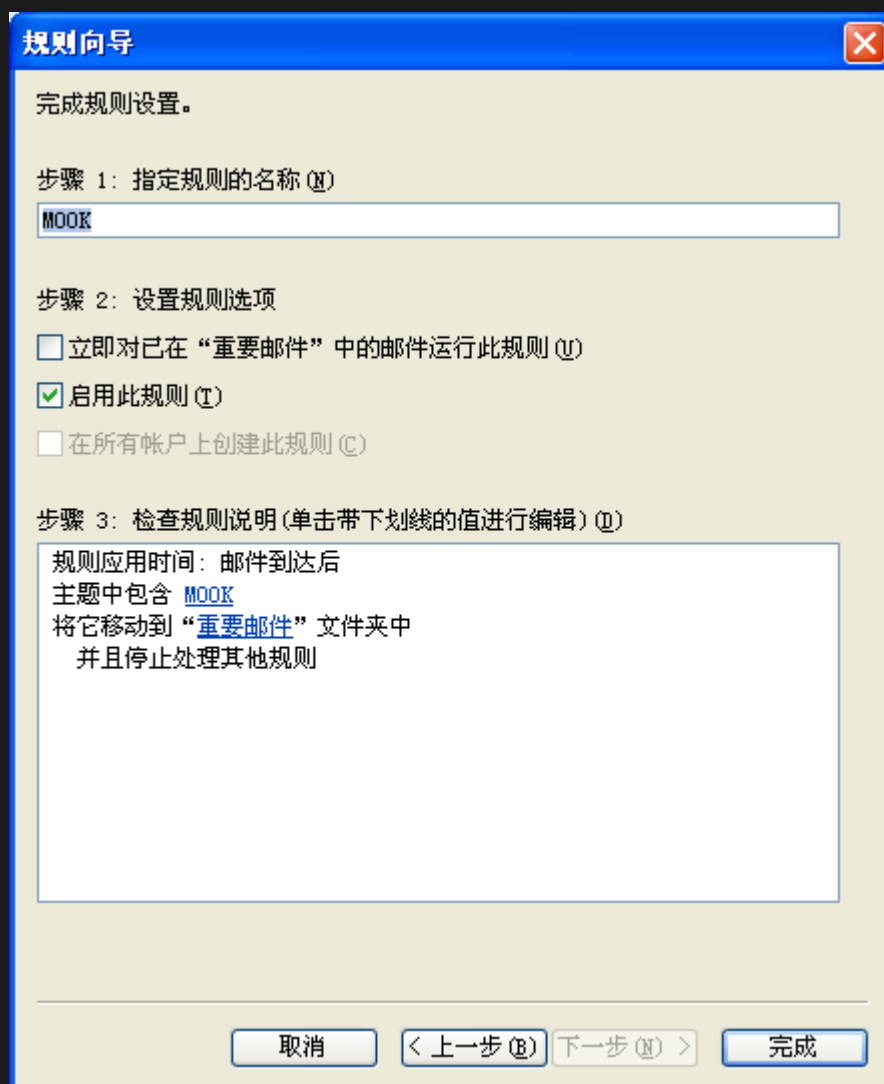 规则向导
完成规则设置。
步骤 1: 指定规则的名称(N)
MOOK
步骤 2: 设置规则选项
立即对已在“重要邮件”中的邮件运行此规则(U)
启用此规则(T)
在所有帐户上创建此规则(C)
步骤 3: 检查规则说明(单击带下划线的值进行编辑)(D)
规则应用时间: 邮件到达后
主题中包含 MOOK
将它移动到“重要邮件”文件夹中
并且停止处理其他规则
取消 < 上一步(B) 下一步(N) > 完成